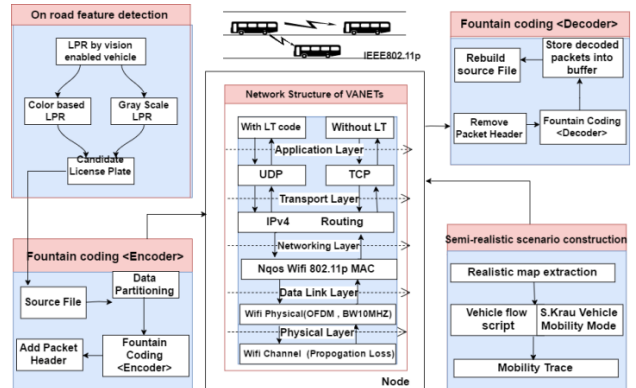 On road feature detection
LPR by vision
enabled vehicle
Color based
LPR
Gray Scale
LPR
Candidate
License Plate
IEEE802.11p
Fountain coding <Decoder>
Rebuild
source File
Store decoded
packets into
buffer
Remove
Packet Header
Fountain Coding
<Decoder>
Network Structure of VANETs
With LT code
Without LT
Application Layer
UDP
TCP
Transport Layer
IPv4
Routing
Networking Layer
Nqos Wifi 802.11p MAC
Data Link Layer
Wifi Physical(OFDM , BW10MHZ)
Physical Layer
Wifi Channel (Propogation Loss)
Node
Fountain coding <Encoder>
Source File
Data
Partitioning
Add Packet
Header
Fountain
Coding
<Encoder>
Semi-realistic scenario construction
Realistic map extraction
Vehicle flow
script
S.Krau Vehicle
Mobility Mode
Mobility Trace